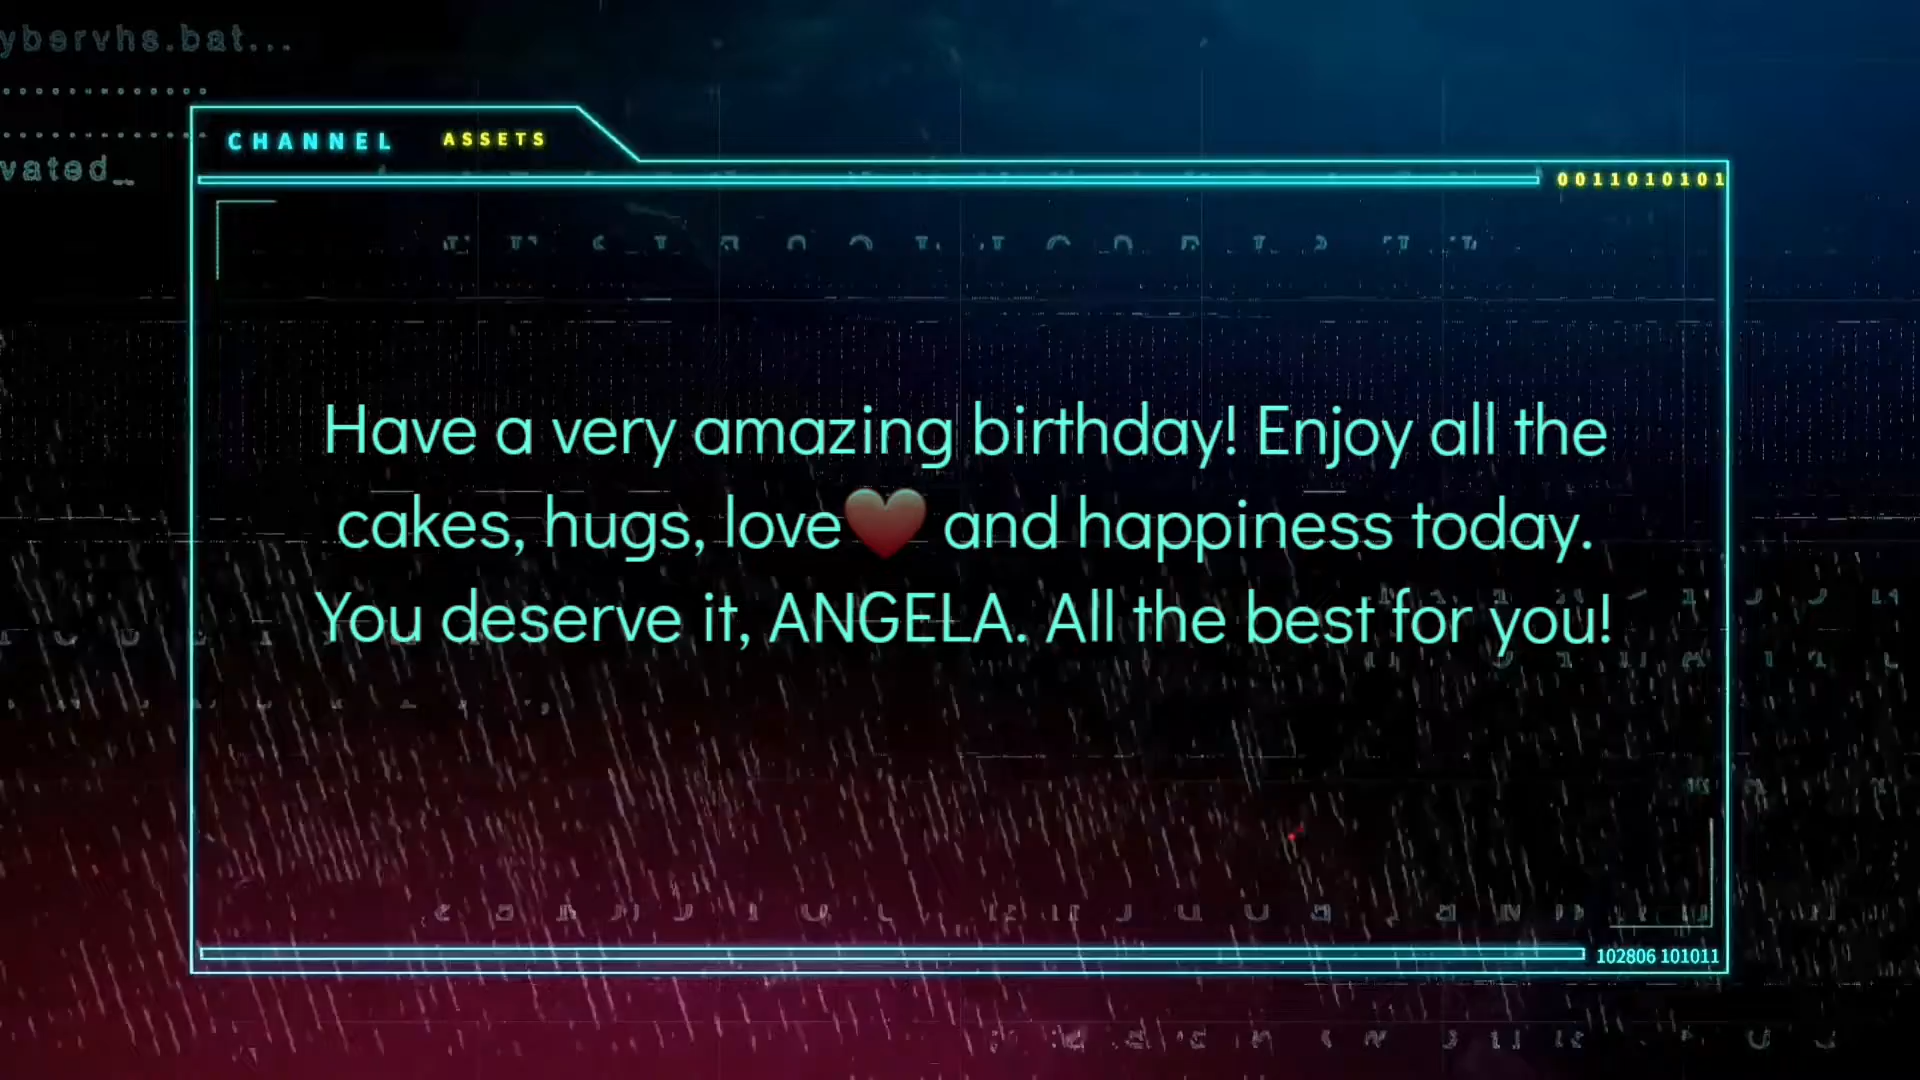 ybervhs.bat...
vated_
CHANNEL ASSETS
0011010101
Have a very amazing birthday! Enjoy all the
cakes, hugs, love❤️ and happiness today.
You deserve it, ANGELA. All the best for you!
102806 101011